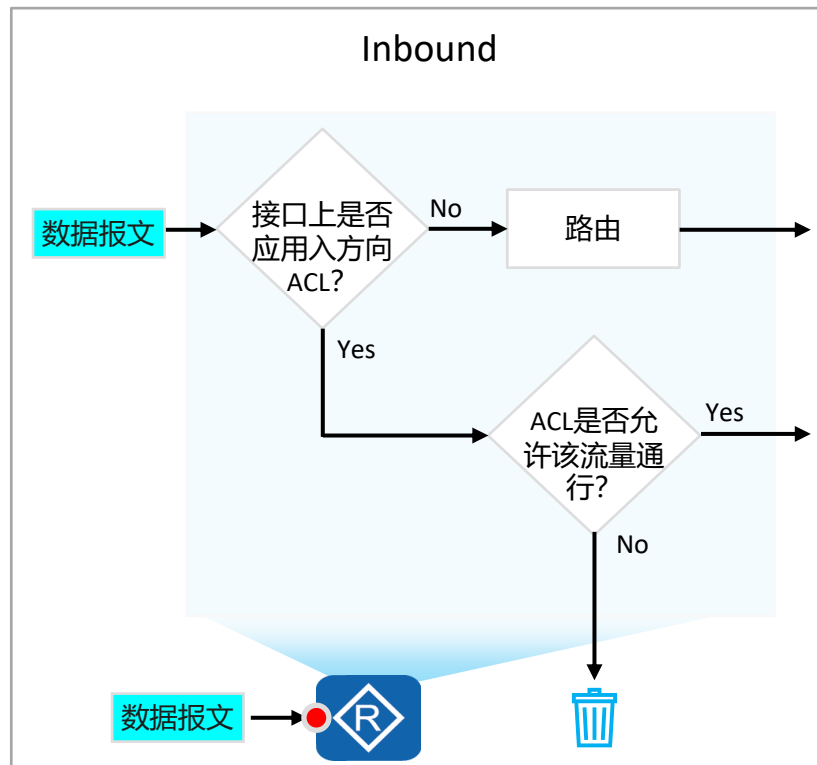 Inbound
数据报文
接口上是否
应用入方向
ACL?
No
路由
Yes
ACL是否允
许该流量通
行?
Yes
No
数据报文
R